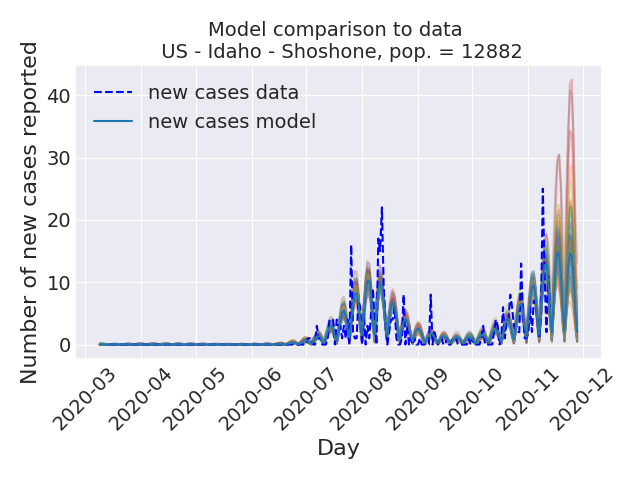 Model comparison to data
US - Idaho - Shoshone, pop. = 12882
Number of new cases reported
40
30
20
10
0
new cases data
new cases model
2020-03
2020-04
2020-05
2020-06
2020-07
2020-08
2020-09
2020-10
2020-11
2020-12
Day